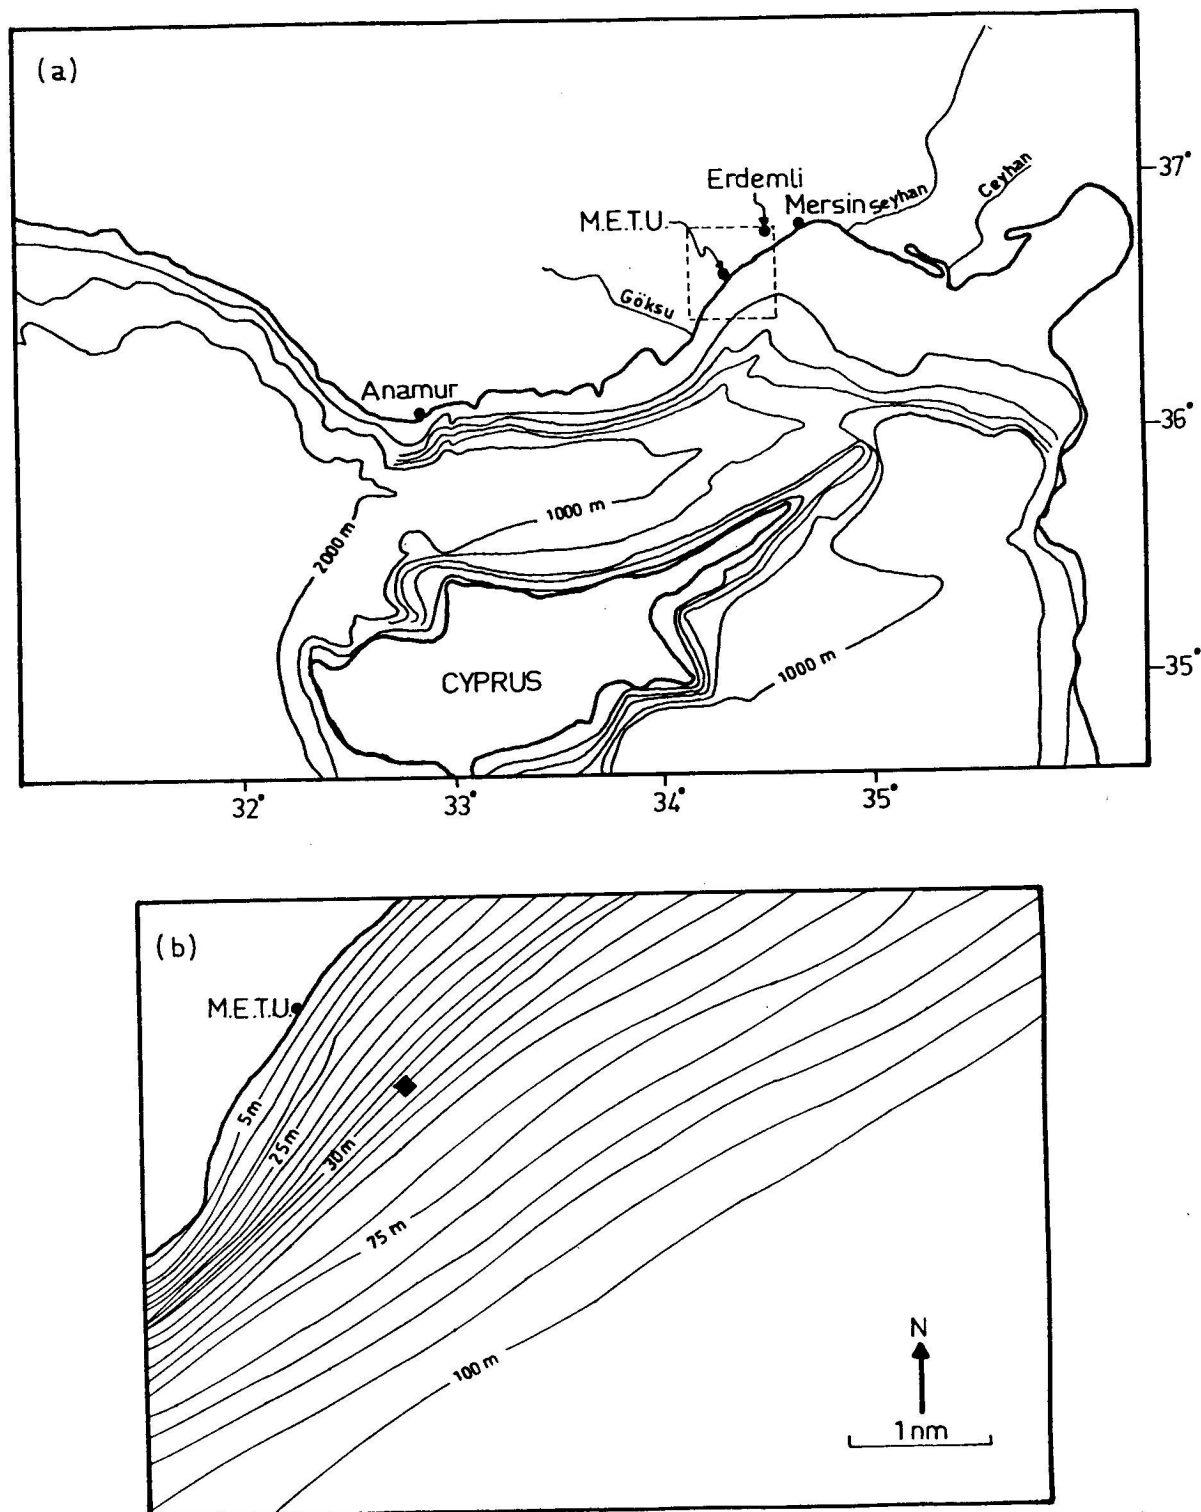 (a)
37°
Erdemli
Mersin
Seyhan
Ceyhan
M.E.T.U.
Göksu
Anamur
36°
1000 m
2000 m
CYPRUS
1000 m
35°
32°
33°
34°
35°
(b)
M.E.T.U.
5m
25m
30m
75 m
100 m
N
1nm